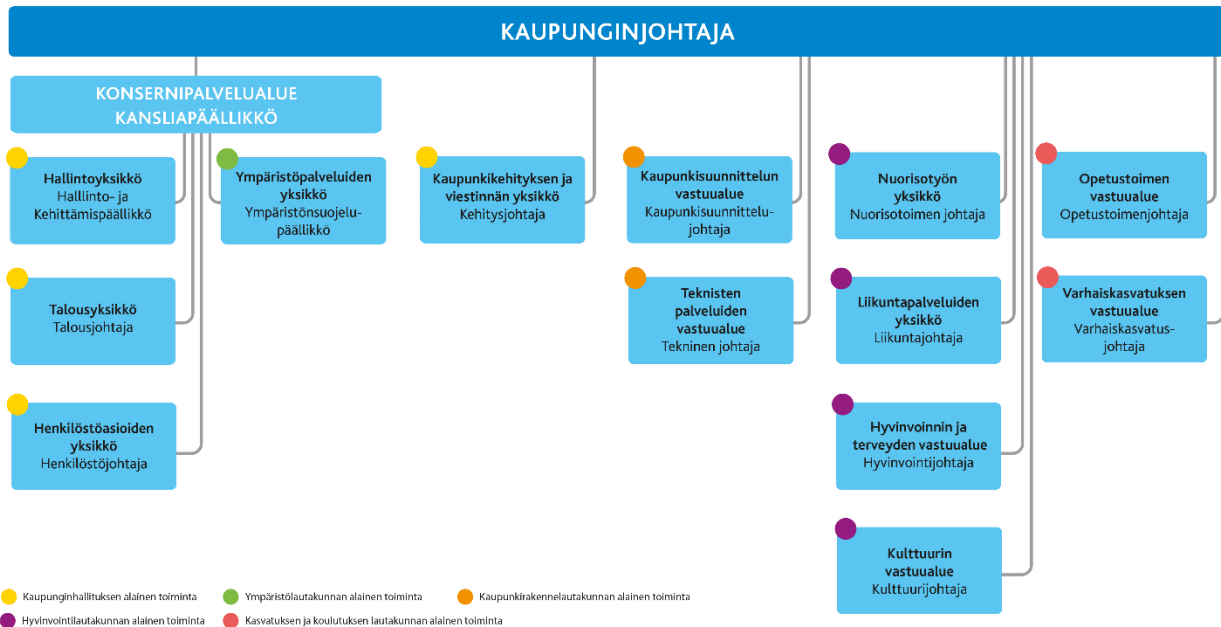 KAUPUNGINJOHTAJA
KONSERNIPALVELUALUE
KANSLIAPÄÄLLIKKÖ
Hallintoyksikkö
Halllinto- ja
Kehittämispäällikkö
Ympäristöpalveluiden
yksikkö
Ympäristönsuojelu-
päällikkö
Kaupunkikehityksen ja
viestinnän yksikkö
Kehitysjohtaja
Kaupunkisuunnittelun
vastuualue
Kaupunkisuunnittelu-
johtaja
Nuorisotyön
yksikkö
Nuorisotoimen johtaja
Opetustoimen
vastuualue
Opetustoimenjohtaja
Talousyksikkö
Talousjohtaja
Teknisten
palveluiden
vastuualue
Tekninen johtaja
Liikuntapalveluiden
yksikkö
Liikuntajohtaja
Varhaiskasvatuksen
vastuualue
Varhaiskasvatus-
johtaja
Henkilöstöasioiden
yksikkö
Henkilöstöjohtaja
Hyvinvoinnin ja
terveyden vastuualue
Hyvinvointijohtaja
Kulttuurin
vastuualue
Kulttuurijohtaja
Kaupunginhallituksen alainen toiminta
Ympäristölautakunnan alainen toiminta
Kaupunkirakennelautakunnan alainen toiminta
Hyvinvointilautakunnan alainen toiminta
Kasvatuksen ja koulutuksen lautakunnan alainen toiminta